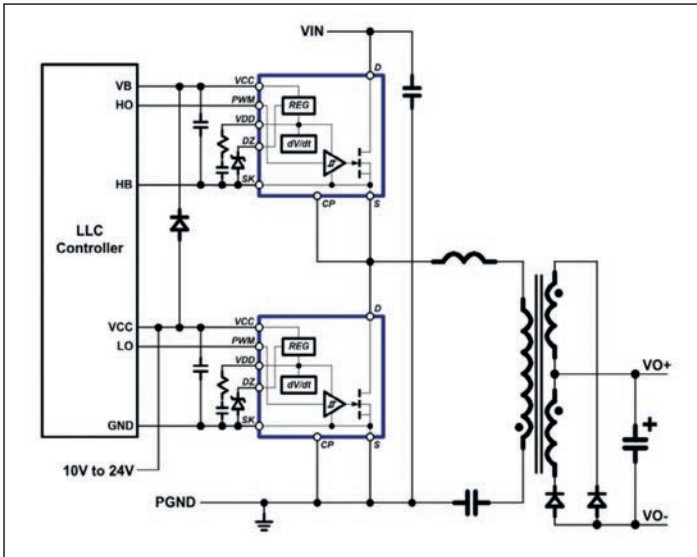 VIN
D
VB
VCC
REG
HO
PWM
VDD
dV/dt
DZ
HB
SK
CP
S
LLC
Controller
D
VCC
VCC
REG
LO
PWM
VDD
dV/dt
DZ
GND
SK
CP
S
VO+
+
10V to 24V
PGND
VO-